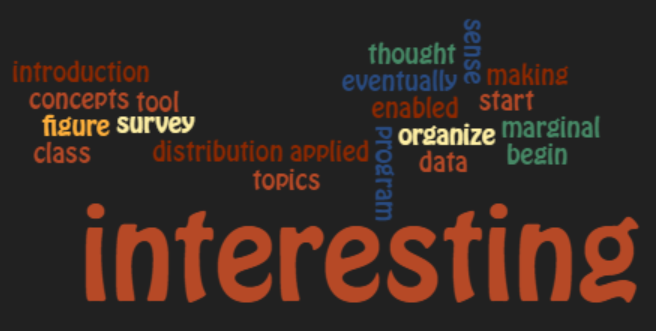 sense
thought
introduction
eventually
making
concepts tool
enabled
start
figure survey
organize
marginal
class
distribution applied
program
data
begin
topics
interesting